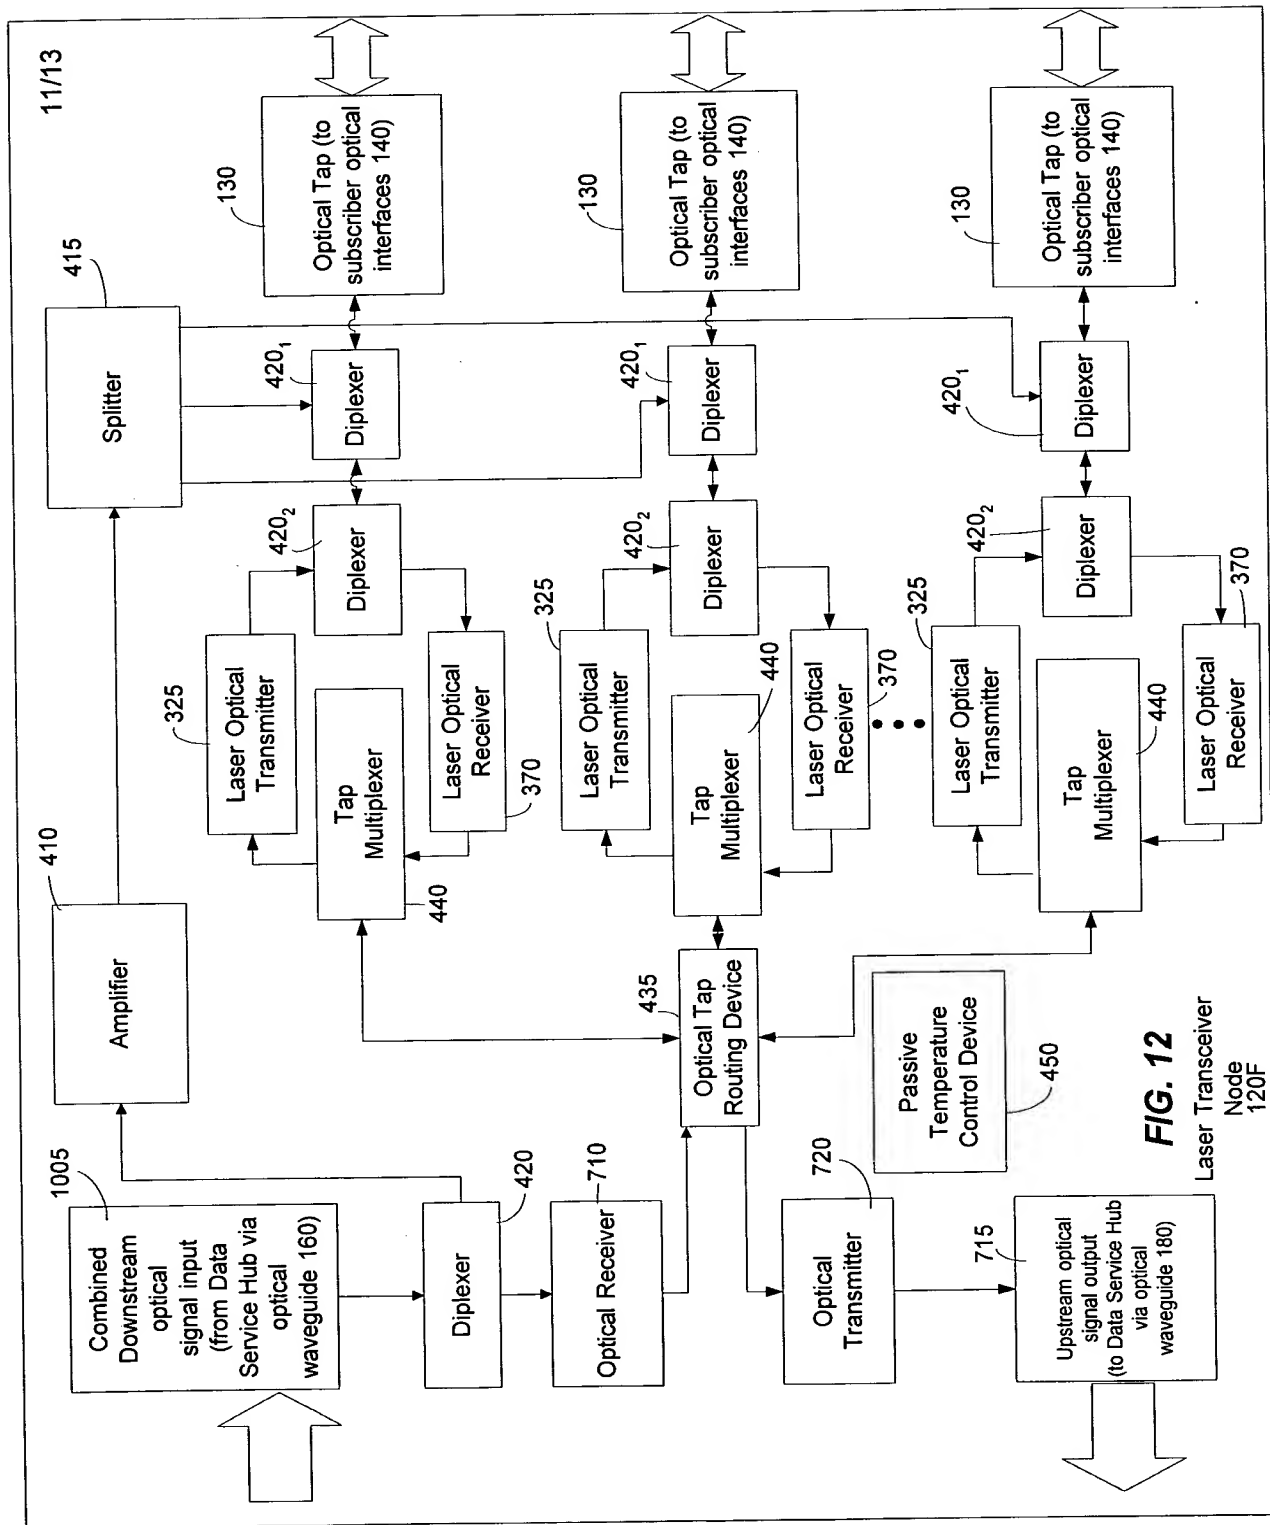 11/13
1005
Combined
Downstream
optical
signal input
(from Data
Service Hub via
optical
waveguide 160)
410
Amplifier
415
Splitter
Diplexer
420
Optical Receiver
710
435
Optical Tap
Routing Device
720
Optical
Transmitter
715
Upstream optical
signal output
(to Data Service Hub
via optical
waveguide 180)
Passive
Temperature
Control Device
450
325
Laser Optical
Transmitter
Tap
Multiplexer
440
Laser Optical
Receiver
370
420₂
Diplexer
420₁
Diplexer
130
Optical Tap (to
subscriber optical
interfaces 140)
325
Laser Optical
Transmitter
Tap
Multiplexer
440
Laser Optical
Receiver
370
420₂
Diplexer
420₁
Diplexer
130
Optical Tap (to
subscriber optical
interfaces 140)
325
Laser Optical
Transmitter
Tap
Multiplexer
440
Laser Optical
Receiver
370
420₂
Diplexer
420₁
Diplexer
130
Optical Tap (to
subscriber optical
interfaces 140)
FIG. 12
Laser Transceiver
Node
120F